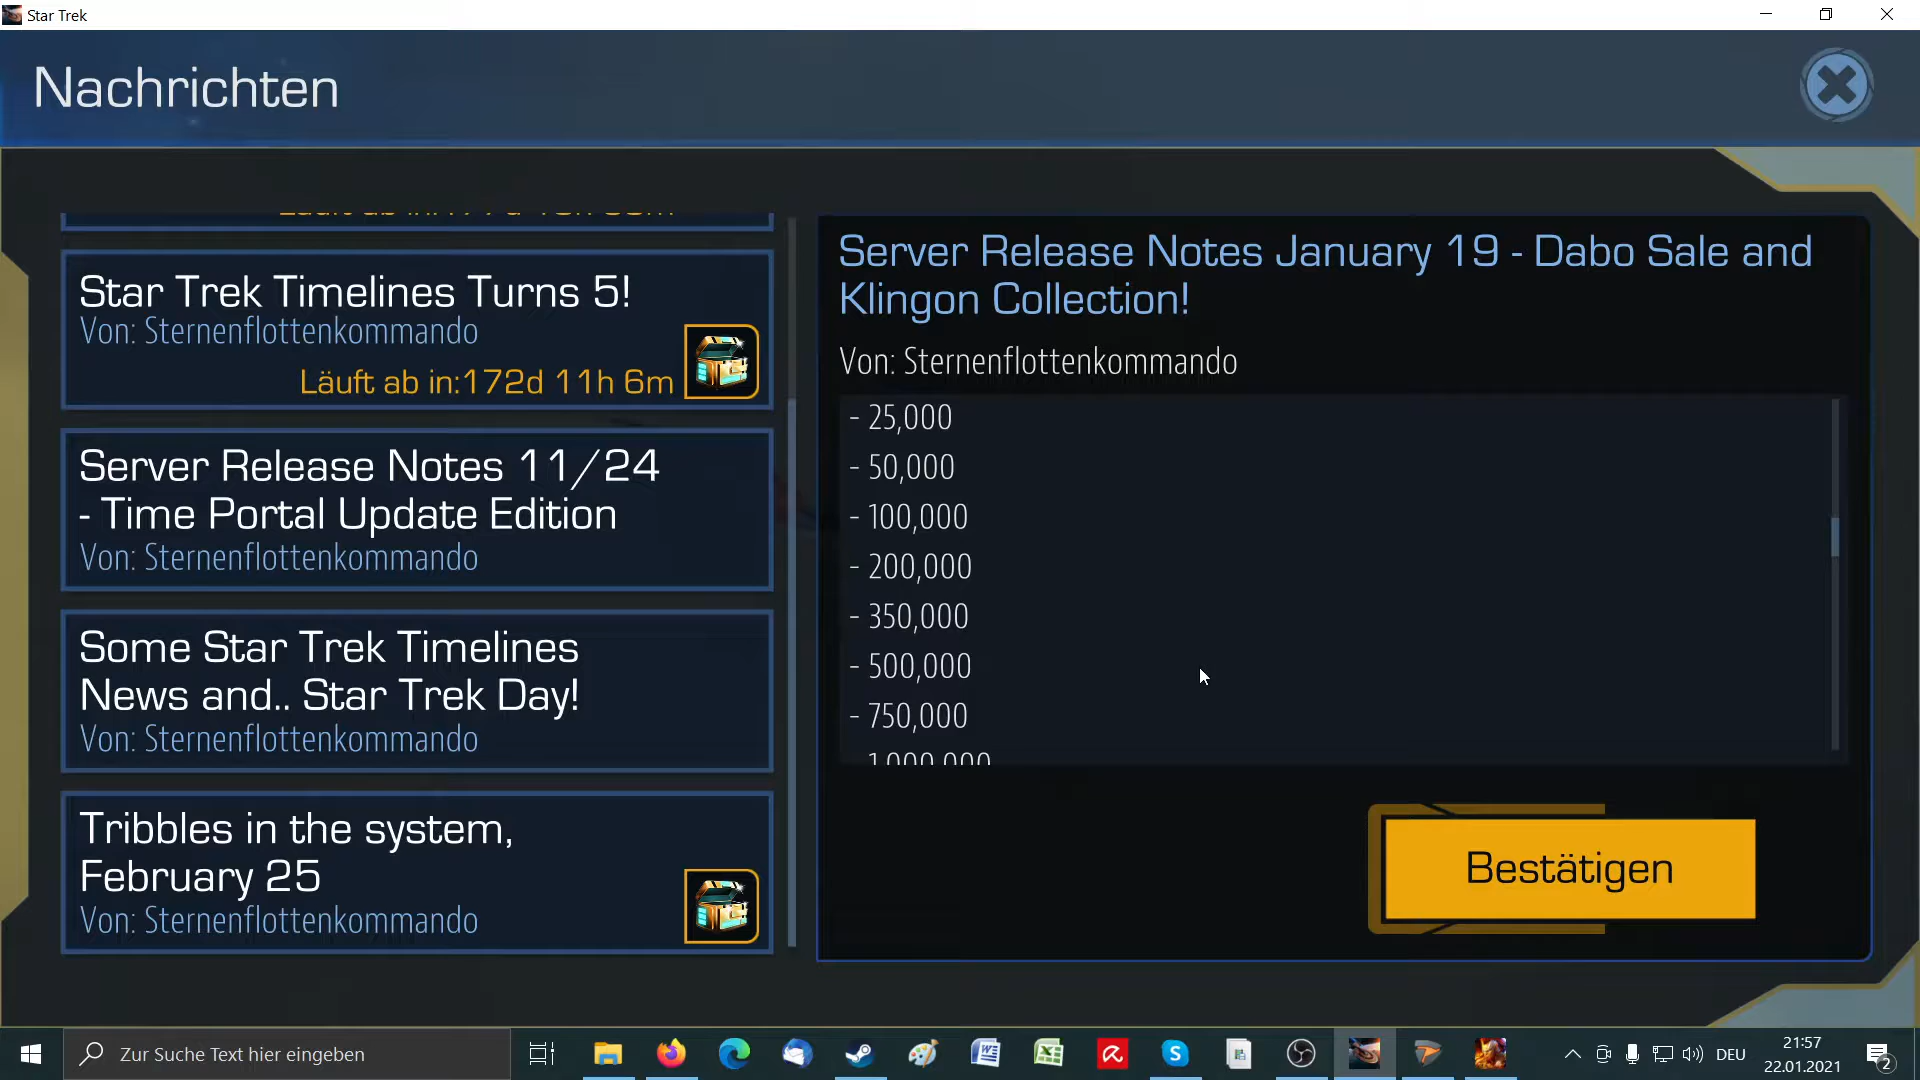 Star Trek
Nachrichten
Star Trek Timelines Turns 5!
Von: Sternenflottenkommando
Läuft ab in:172d 11h 6m
Server Release Notes 11/24
- Time Portal Update Edition
Von: Sternenflottenkommando
Some Star Trek Timelines
News and.. Star Trek Day!
Von: Sternenflottenkommando
Tribbles in the system,
February 25
Von: Sternenflottenkommando
Server Release Notes January 19 - Dabo Sale and
Klingon Collection!
Von: Sternenflottenkommando
- 25,000
- 50,000
- 100,000
- 200,000
- 350,000
- 500,000
- 750,000
1,000,000
Bestätigen
Zur Suche Text hier eingeben
DEU
21:57
22.01.2021
2